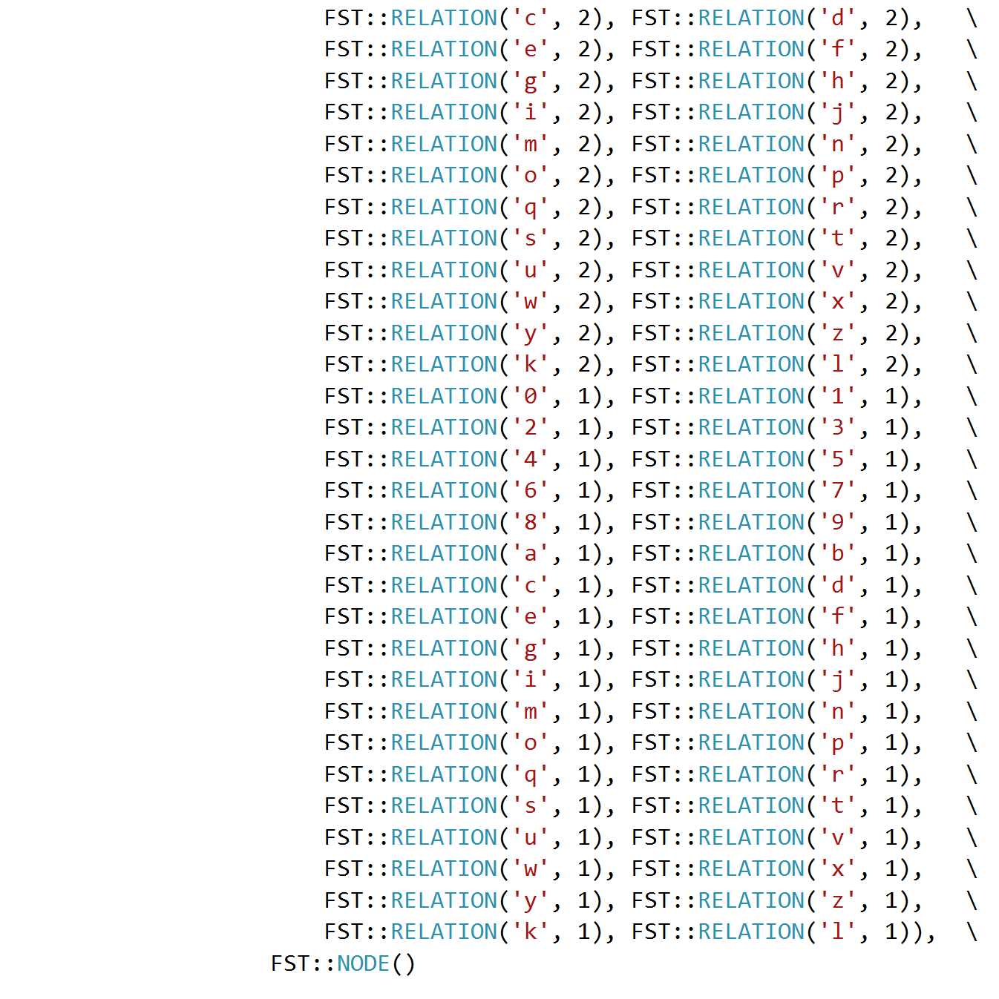 FST::RELATION('c', 2), FST::RELATION('d', 2), \
FST::RELATION('e', 2), FST::RELATION('f', 2), \
FST::RELATION('g', 2), FST::RELATION('h', 2), \
FST::RELATION('i', 2), FST::RELATION('j', 2), \
FST::RELATION('m', 2), FST::RELATION('n', 2), \
FST::RELATION('o', 2), FST::RELATION('p', 2), \
FST::RELATION('q', 2), FST::RELATION('r', 2), \
FST::RELATION('s', 2), FST::RELATION('t', 2), \
FST::RELATION('u', 2), FST::RELATION('v', 2), \
FST::RELATION('w', 2), FST::RELATION('x', 2), \
FST::RELATION('y', 2), FST::RELATION('z', 2), \
FST::RELATION('k', 2), FST::RELATION('l', 2), \
FST::RELATION('0', 1), FST::RELATION('1', 1), \
FST::RELATION('2', 1), FST::RELATION('3', 1), \
FST::RELATION('4', 1), FST::RELATION('5', 1), \
FST::RELATION('6', 1), FST::RELATION('7', 1), \
FST::RELATION('8', 1), FST::RELATION('9', 1), \
FST::RELATION('a', 1), FST::RELATION('b', 1), \
FST::RELATION('c', 1), FST::RELATION('d', 1), \
FST::RELATION('e', 1), FST::RELATION('f', 1), \
FST::RELATION('g', 1), FST::RELATION('h', 1), \
FST::RELATION('i', 1), FST::RELATION('j', 1), \
FST::RELATION('m', 1), FST::RELATION('n', 1), \
FST::RELATION('o', 1), FST::RELATION('p', 1), \
FST::RELATION('q', 1), FST::RELATION('r', 1), \
FST::RELATION('s', 1), FST::RELATION('t', 1), \
FST::RELATION('u', 1), FST::RELATION('v', 1), \
FST::RELATION('w', 1), FST::RELATION('x', 1), \
FST::RELATION('y', 1), FST::RELATION('z', 1), \
FST::RELATION('k', 1), FST::RELATION('l', 1)), \
FST::NODE()